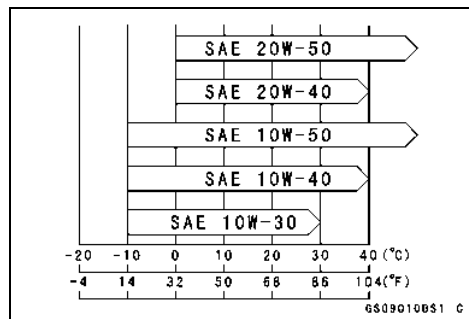 SAE 20W-50
SAE 20W-40
SAE 10W-50
SAE 10W-40
SAE 10W-30
-20 -10 0 10 20 30 40 (°C)
-4 14 32 50 68 86 104 (°F)
GS09010BS1 C